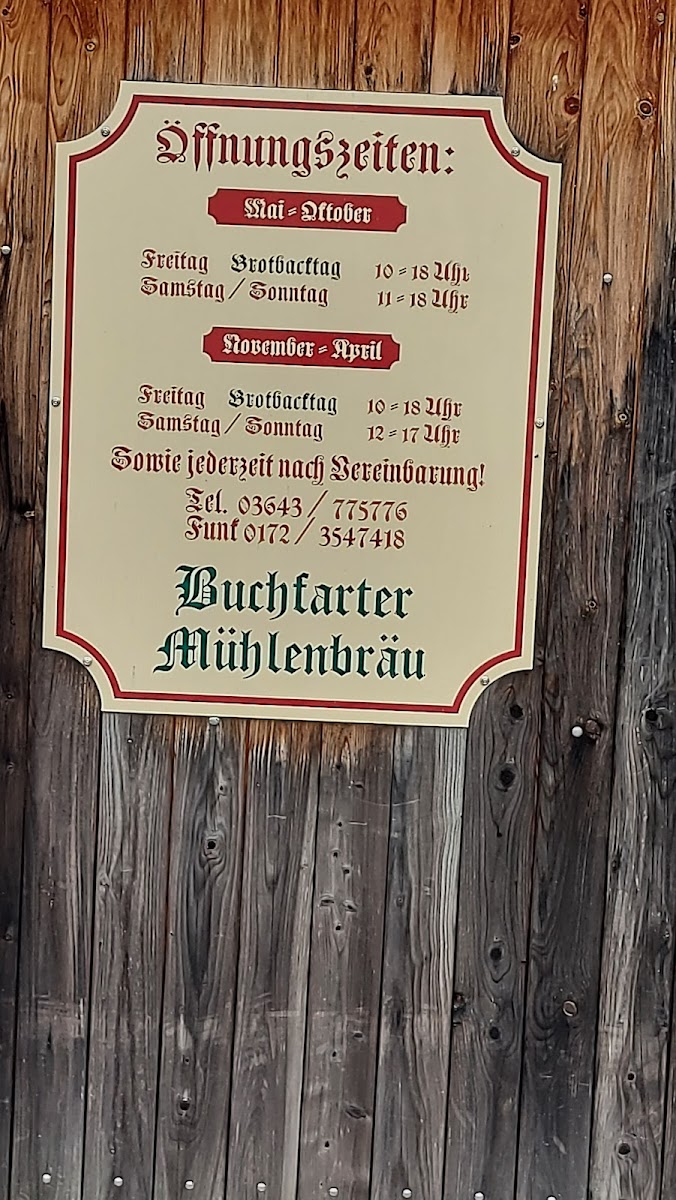 Öffnungszeiten:
Mai - Oktober
Freitag Brotbacktag 10 - 18 Uhr
Samstag / Sonntag 11 - 18 Uhr
November - April
Freitag Brotbacktag 10 - 18 Uhr
Samstag / Sonntag 12 - 17 Uhr
Sowie jederzeit nach Vereinbarung!
Tel. 03643 / 775776
Funk 0172 / 3547418
Buchfarter
Mühlenbräu